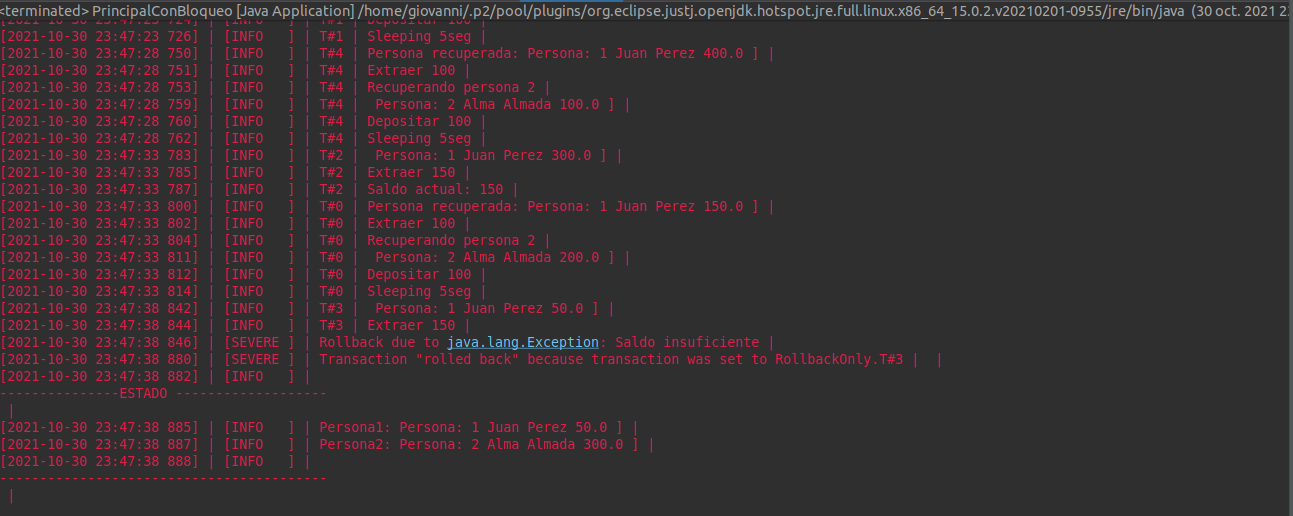 <terminated> PrincipalConBloqueo [Java Application] /home/giovanni/.p2/pool/plugins/org.eclipse.justj.openjdk.hotspot.jre.full.linux.x86_64_15.0.2.v20210201-0955/jre/bin/java (30 oct. 2021 2
[2021-10-30 23:47:23 724] | [INFO   ] | T#1 | Depositar 100 |
[2021-10-30 23:47:23 726] | [INFO   ] | T#1 | Sleeping 5seg |
[2021-10-30 23:47:28 750] | [INFO   ] | T#4 | Persona recuperada: Persona: 1 Juan Perez 400.0 ] |
[2021-10-30 23:47:28 751] | [INFO   ] | T#4 | Extraer 100 |
[2021-10-30 23:47:28 753] | [INFO   ] | T#4 | Recuperando persona 2 |
[2021-10-30 23:47:28 759] | [INFO   ] | T#4 |  Persona: 2 Alma Almada 100.0 ] |
[2021-10-30 23:47:28 760] | [INFO   ] | T#4 | Depositar 100 |
[2021-10-30 23:47:28 762] | [INFO   ] | T#4 | Sleeping 5seg |
[2021-10-30 23:47:33 783] | [INFO   ] | T#2 |  Persona: 1 Juan Perez 300.0 ] |
[2021-10-30 23:47:33 785] | [INFO   ] | T#2 | Extraer 150 |
[2021-10-30 23:47:33 787] | [INFO   ] | T#2 | Saldo actual: 150 |
[2021-10-30 23:47:33 800] | [INFO   ] | T#0 | Persona recuperada: Persona: 1 Juan Perez 150.0 ] |
[2021-10-30 23:47:33 802] | [INFO   ] | T#0 | Extraer 100 |
[2021-10-30 23:47:33 804] | [INFO   ] | T#0 | Recuperando persona 2 |
[2021-10-30 23:47:33 811] | [INFO   ] | T#0 |  Persona: 2 Alma Almada 200.0 ] |
[2021-10-30 23:47:33 812] | [INFO   ] | T#0 | Depositar 100 |
[2021-10-30 23:47:33 814] | [INFO   ] | T#0 | Sleeping 5seg |
[2021-10-30 23:47:38 842] | [INFO   ] | T#3 |  Persona: 1 Juan Perez 50.0 ] |
[2021-10-30 23:47:38 844] | [INFO   ] | T#3 | Extraer 150 |
[2021-10-30 23:47:38 846] | [SEVERE ] | Rollback due to java.lang.Exception: Saldo insuficiente |
[2021-10-30 23:47:38 880] | [SEVERE ] | Transaction "rolled back" because transaction was set to RollbackOnly.T#3 |  |
[2021-10-30 23:47:38 882] | [INFO   ] |
---------------ESTADO -------------------
|
[2021-10-30 23:47:38 885] | [INFO   ] | Persona1: Persona: 1 Juan Perez 50.0 ] |
[2021-10-30 23:47:38 887] | [INFO   ] | Persona2: Persona: 2 Alma Almada 300.0 ] |
[2021-10-30 23:47:38 888] | [INFO   ] |
-----------------------------------------
|